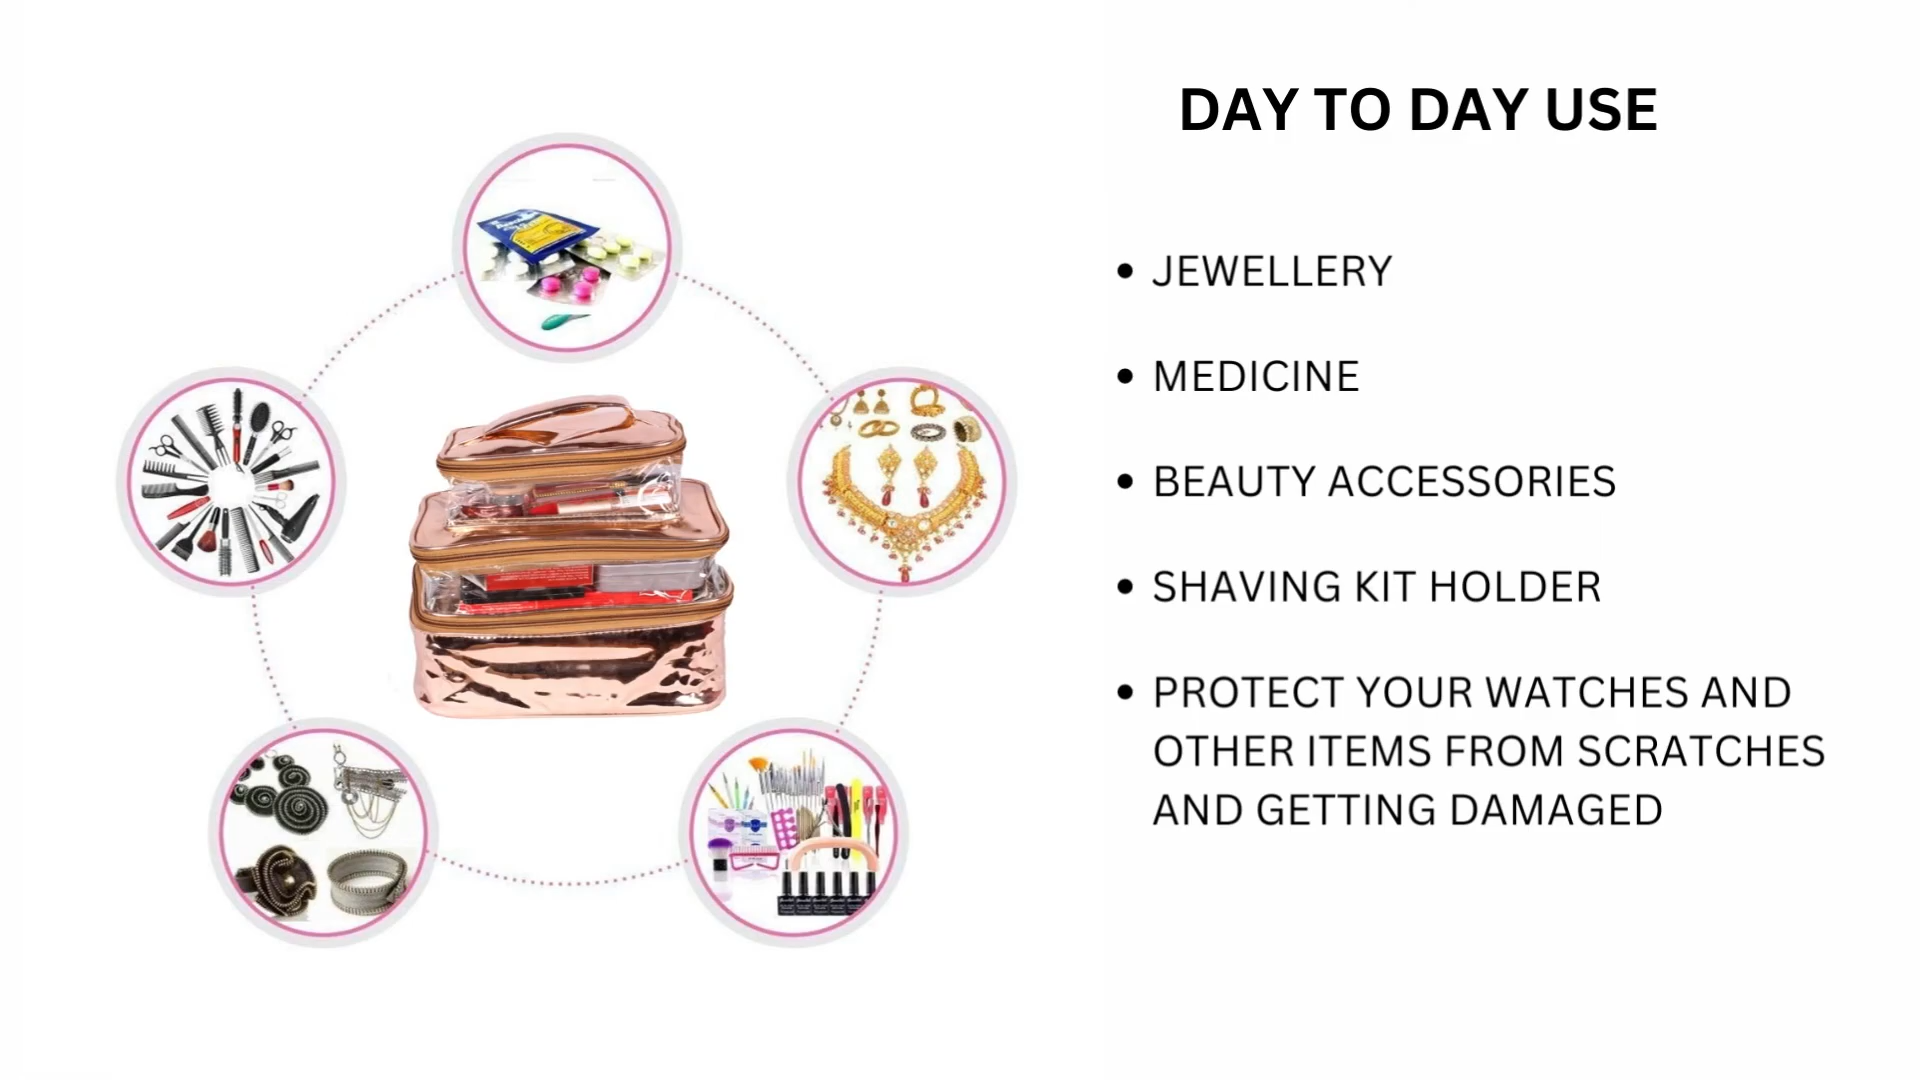 DAY TO DAY USE
• JEWELLERY
• MEDICINE
• BEAUTY ACCESSORIES
• SHAVING KIT HOLDER
• PROTECT YOUR WATCHES AND
OTHER ITEMS FROM SCRATCHES
AND GETTING DAMAGED